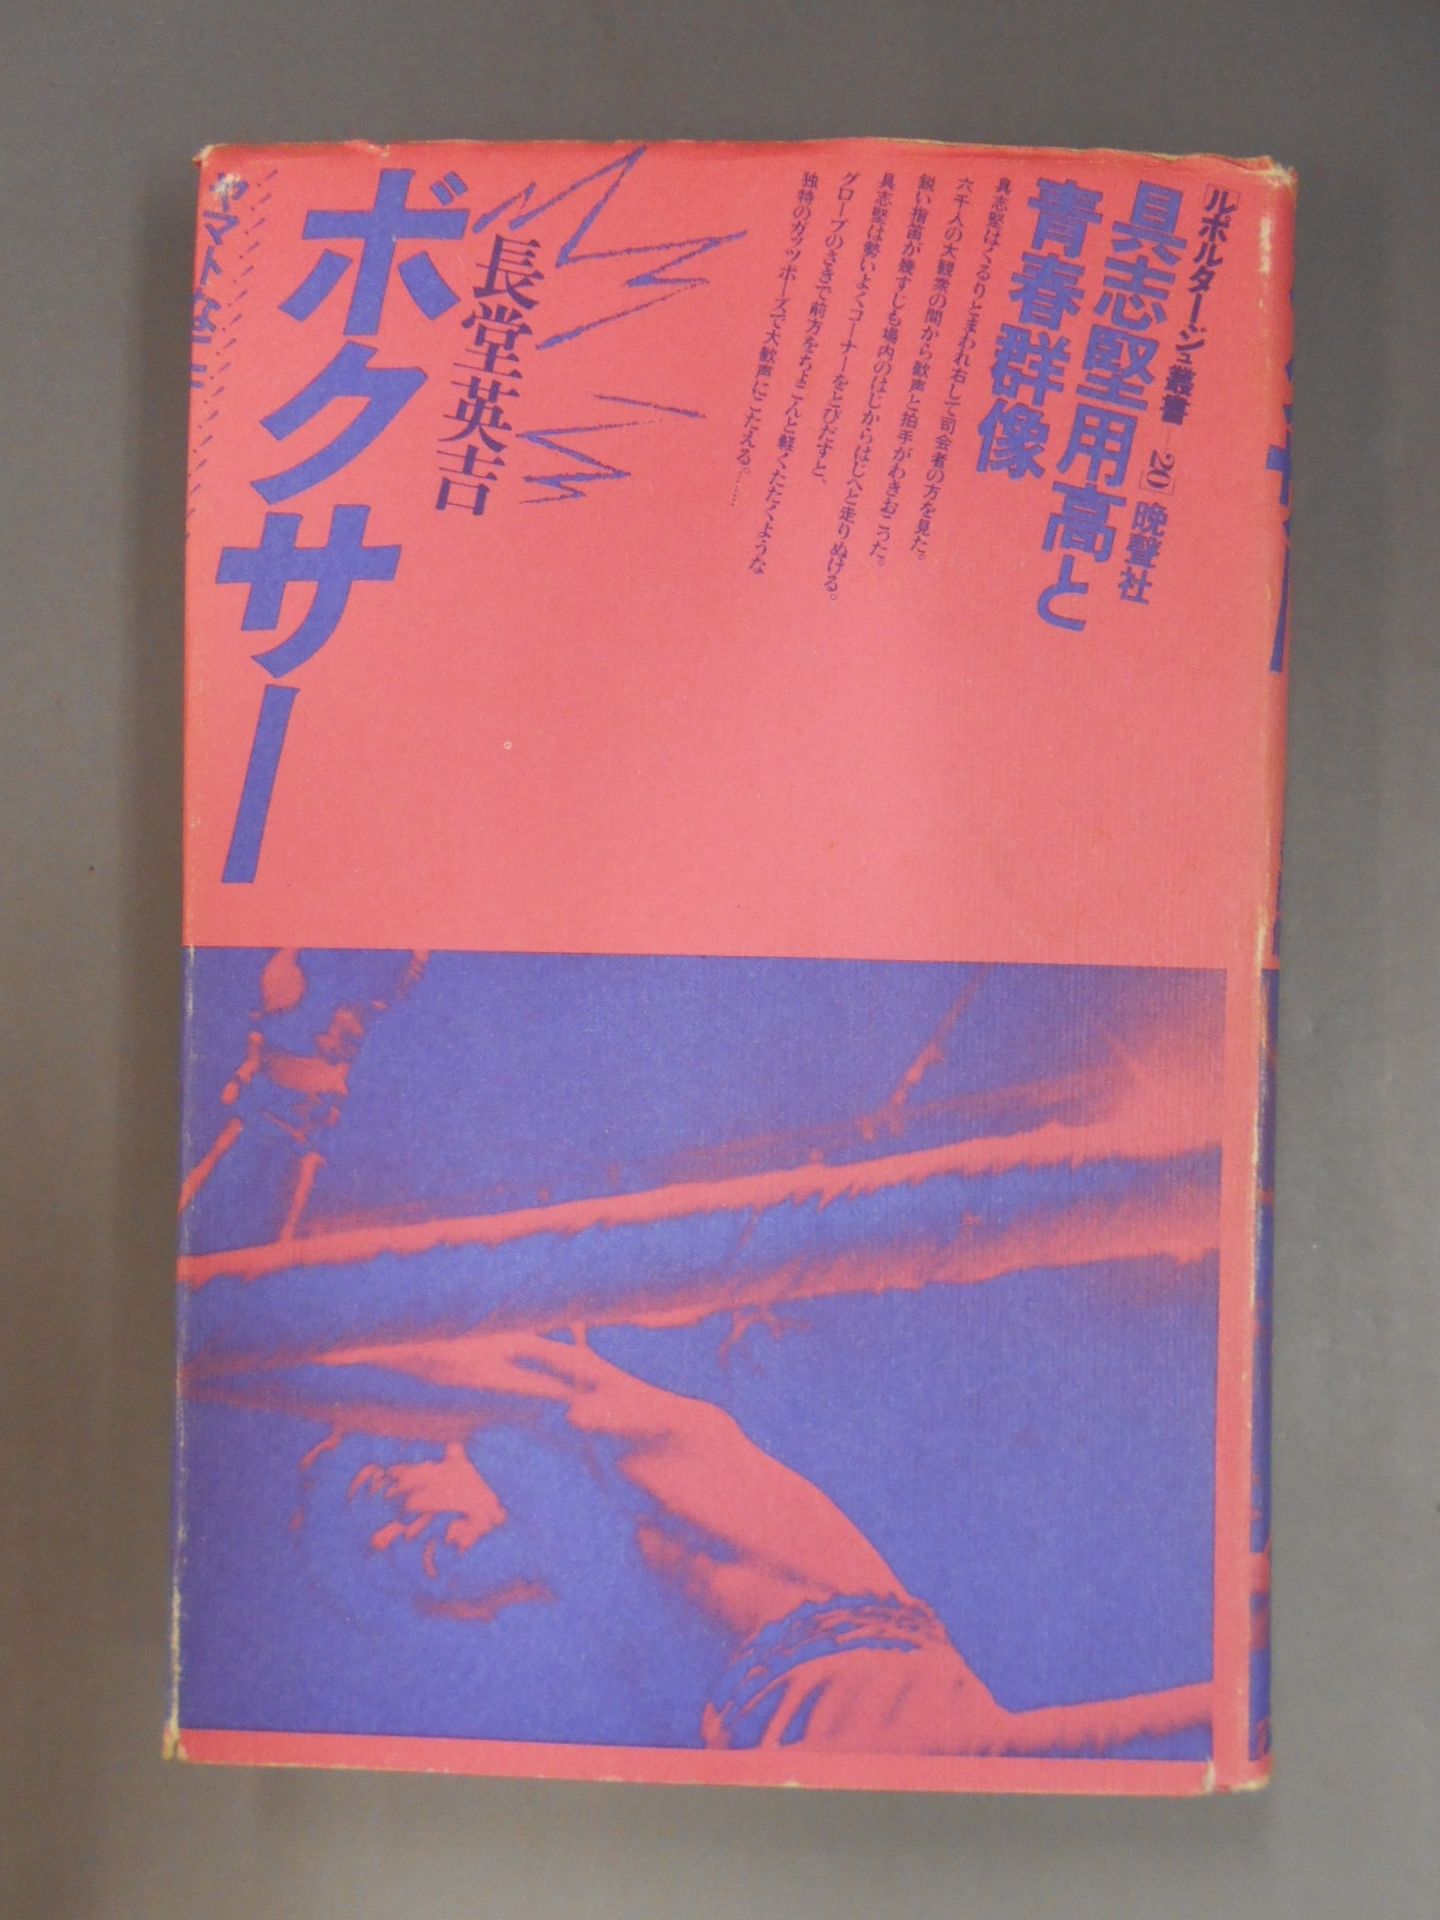 [ルポルタージュ叢書―20]晩聲社
具志堅用高と
青春群像
具志堅はくるりとまわれ右して司会者の方を見た。
六千人の大観衆の間から歓声と拍手がわきおこった。
鋭い指笛が幾すじも場内のはじからはじへと走りぬける。
具志堅は勢いよくコーナーをとびだすと、
グローブのさきで前方をちょこんと軽くたたくような
独特のガッツポーズで大歓声にこたえる。……
長堂英吉
ボクサー